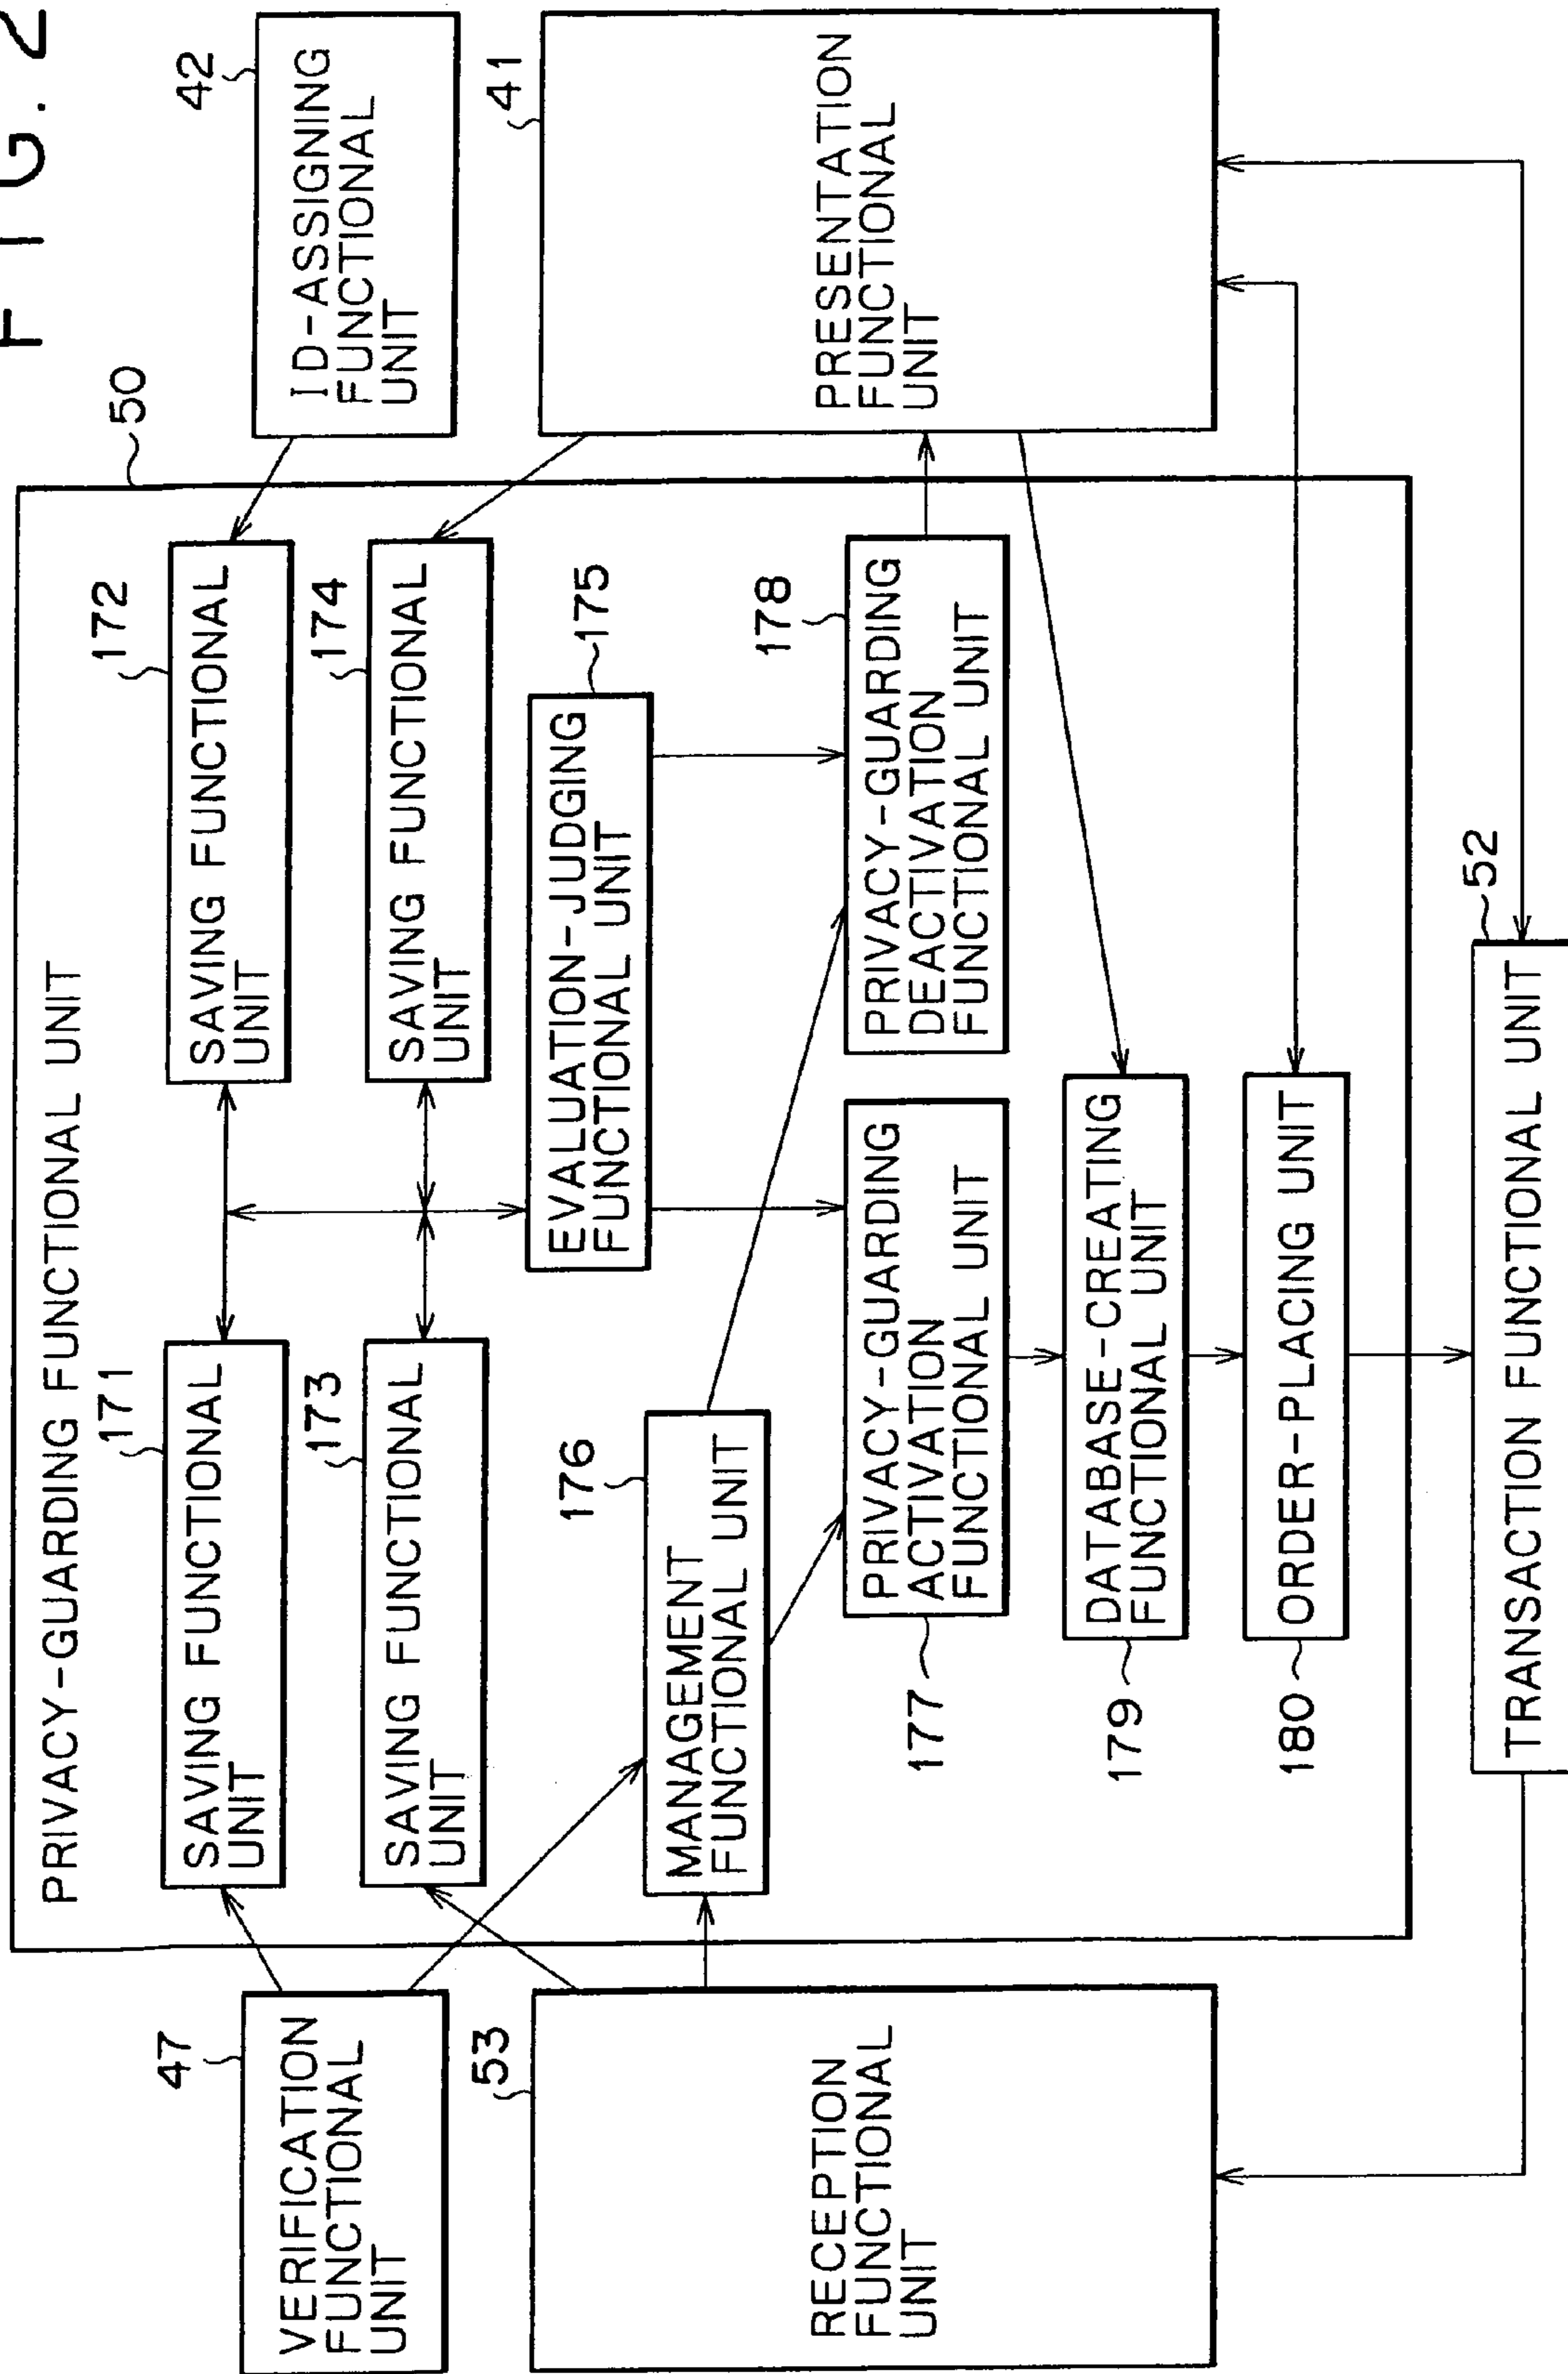 FIG. 2
PRIVACY-GUARDING FUNCTIONAL UNIT
50
47
VERIFICATION
FUNCTIONAL
UNIT
171
SAVING FUNCTIONAL
UNIT
172
SAVING FUNCTIONAL
UNIT
42
ID-ASSIGNING
FUNCTIONAL
UNIT
173
SAVING FUNCTIONAL
UNIT
174
SAVING FUNCTIONAL
UNIT
53
RECEPTION
FUNCTIONAL
UNIT
41
PRESENTATION
FUNCTIONAL
UNIT
EVALUATION-JUDGING
FUNCTIONAL UNIT
175
176
MANAGEMENT
FUNCTIONAL UNIT
177
PRIVACY-GUARDING
ACTIVATION
FUNCTIONAL UNIT
178
PRIVACY-GUARDING
DEACTIVATION
FUNCTIONAL UNIT
179
DATABASE-CREATING
FUNCTIONAL UNIT
180
ORDER-PLACING UNIT
52
TRANSACTION FUNCTIONAL UNIT